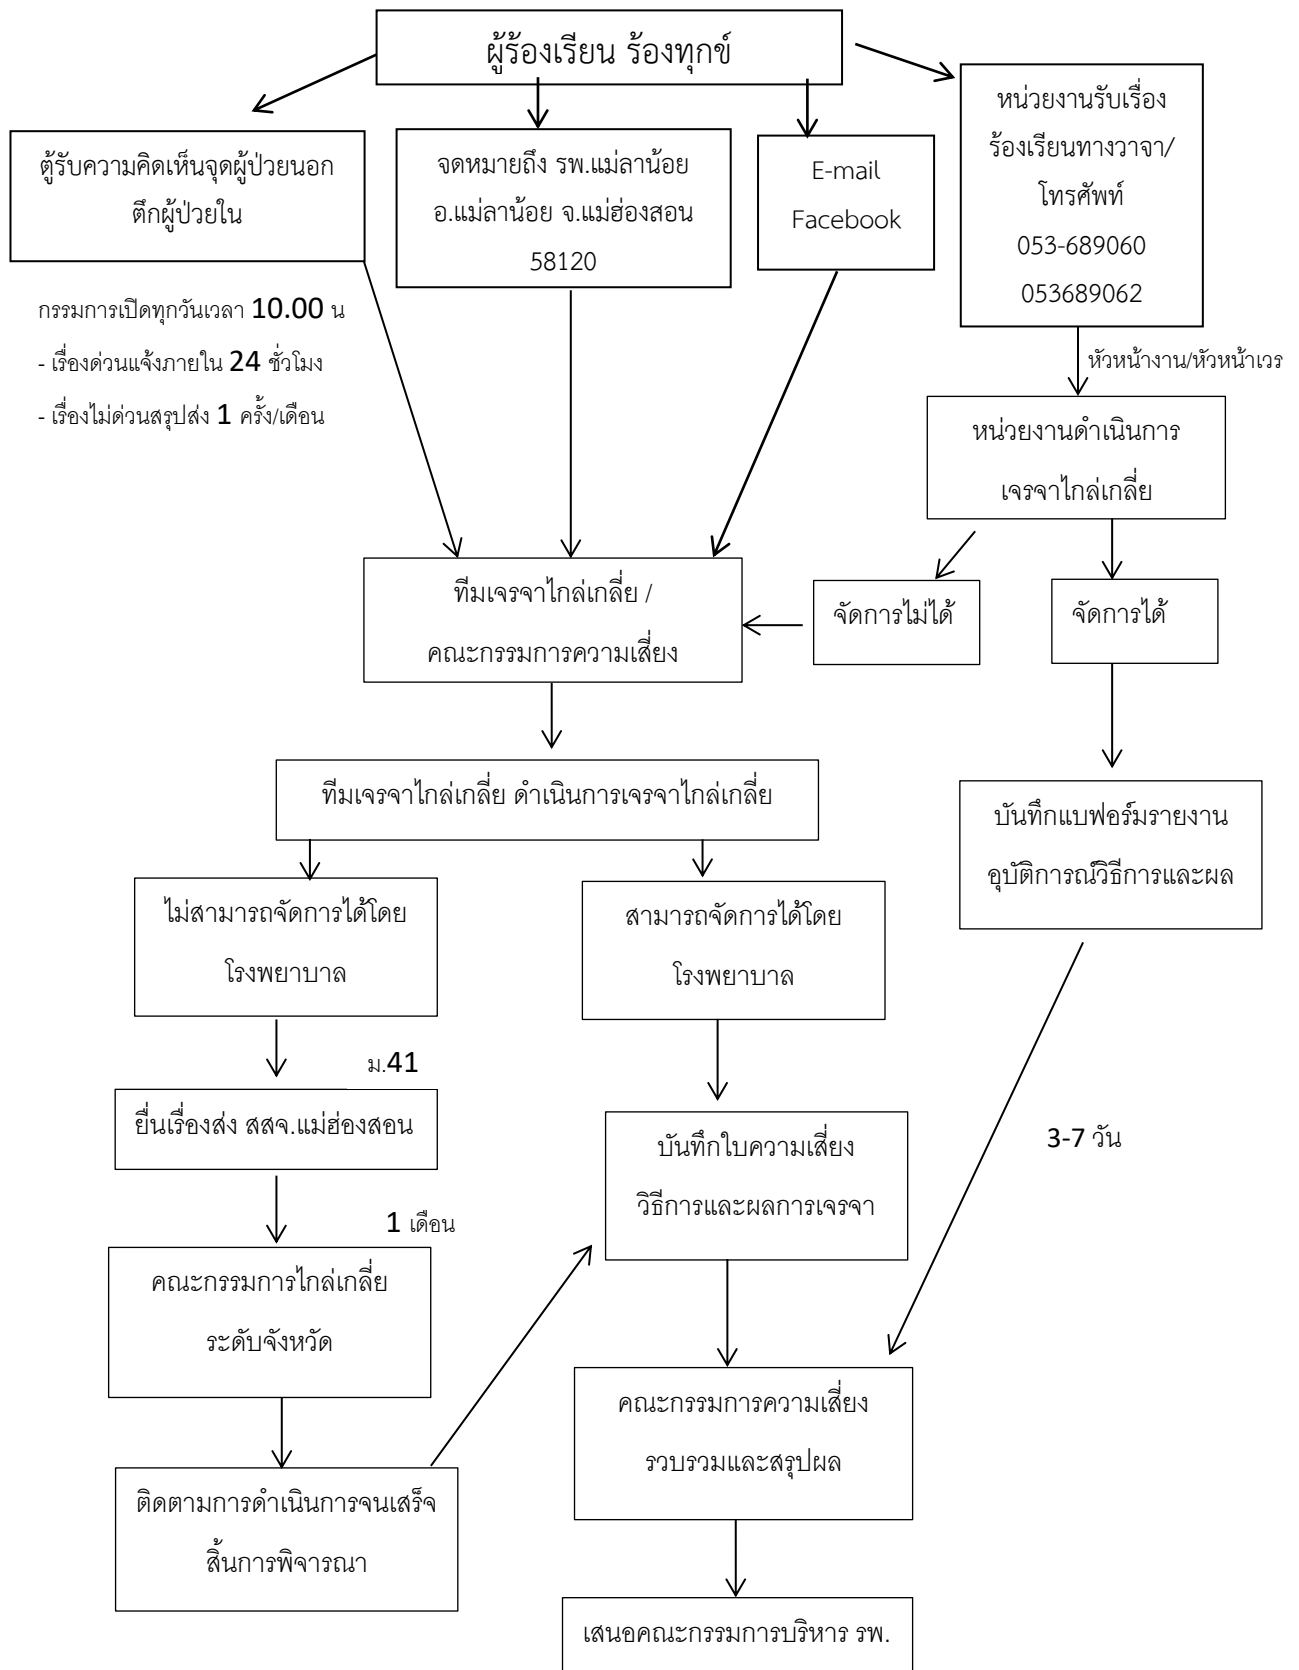 ผู้ร้องเรียน ร้องทุกข์
ตู้รับความคิดเห็นจุดผู้ป่วยนอก
ตึกผู้ป่วยใน
จดหมายถึง รพ.แม่ลาน้อย
อ.แม่ลาน้อย จ.แม่ฮ่องสอน
58120
E-mail
Facebook
หน่วยงานรับเรื่อง
ร้องเรียนทางวาจา/
โทรศัพท์
053-689060
053689062
กรรมการเปิดทุกวันเวลา 10.00 น
- เรื่องด่วนแจ้งภายใน 24 ชั่วโมง
- เรื่องไม่ด่วนสรุปส่ง 1 ครั้ง/เดือน
หัวหน้างาน/หัวหน้าเวร
หน่วยงานดำเนินการ
เจรจาไกล่เกลี่ย
ทีมเจรจาไกล่เกลี่ย /
คณะกรรมการความเสี่ยง
จัดการไม่ได้
จัดการได้
ทีมเจรจาไกล่เกลี่ย ดำเนินการเจรจาไกล่เกลี่ย
บันทึกแบฟอร์มรายงาน
อุบัติการณ์วิธีการและผล
ไม่สามารถจัดการได้โดย
โรงพยาบาล
สามารถจัดการได้โดย
โรงพยาบาล
ม.41
ยื่นเรื่องส่ง สสจ.แม่ฮ่องสอน
บันทึกใบความเสี่ยง
วิธีการและผลการเจรจา
3-7 วัน
1 เดือน
คณะกรรมการไกล่เกลี่ย
ระดับจังหวัด
คณะกรรมการความเสี่ยง
รวบรวมและสรุปผล
ติดตามการดำเนินการจนเสร็จ
สิ้นการพิจารณา
เสนอคณะกรรมการบริหาร รพ.